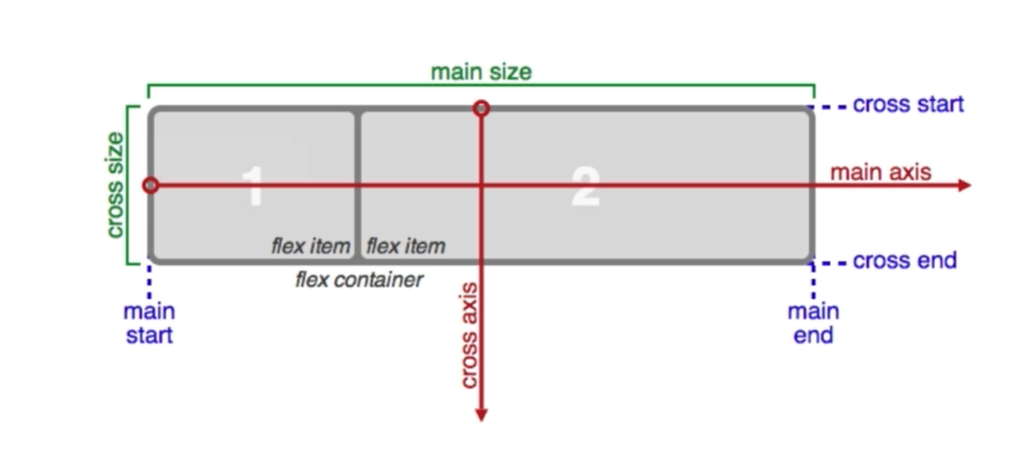 main size
cross start
cross size
1
2
main axis
flex item
flex item
cross end
flex container
main
start
cross axis
main
end